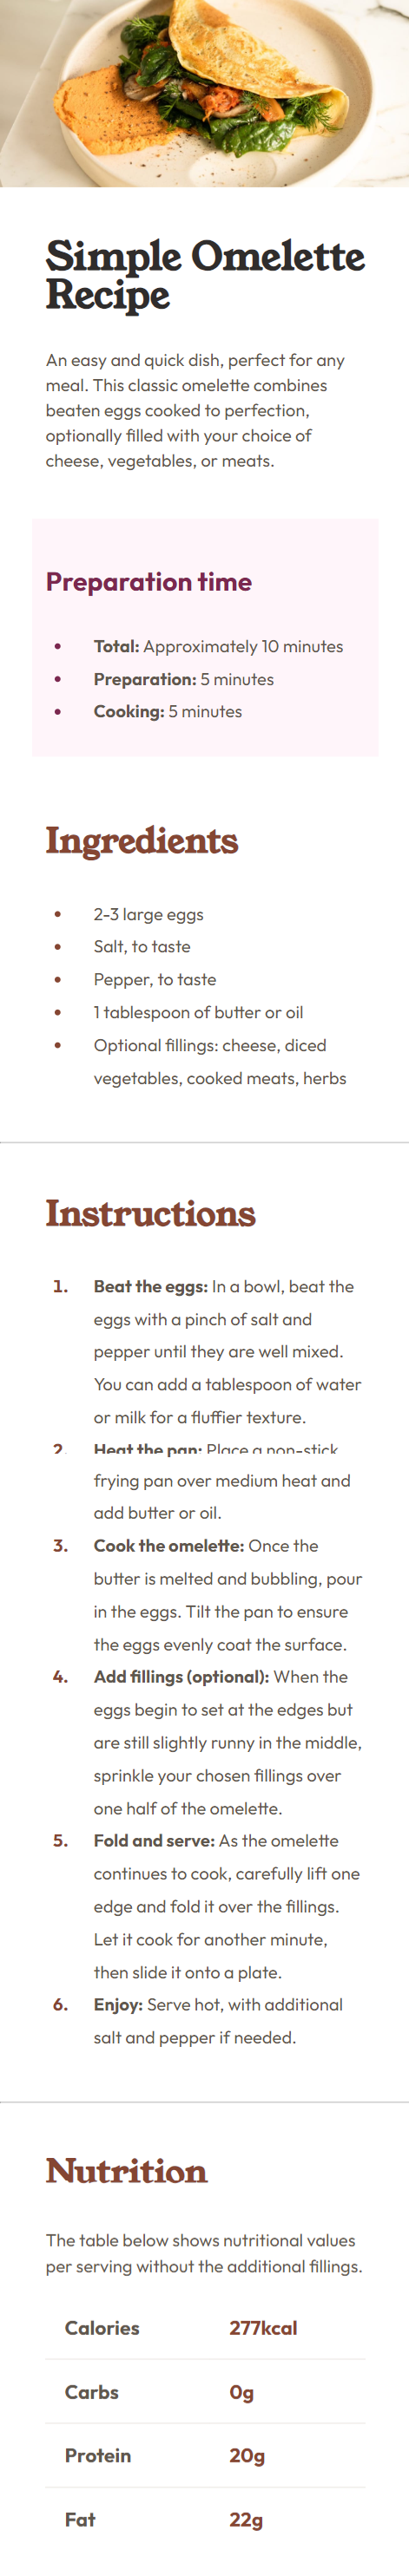 Simple Omelette
Recipe
An easy and quick dish, perfect for any
meal. This classic omelette combines
beaten eggs cooked to perfection,
optionally filled with your choice of
cheese, vegetables, or meats.
Preparation time
• Total: Approximately 10 minutes
• Preparation: 5 minutes
• Cooking: 5 minutes
Ingredients
• 2-3 large eggs
• Salt, to taste
• Pepper, to taste
• 1 tablespoon of butter or oil
• Optional fillings: cheese, diced
vegetables, cooked meats, herbs
Instructions
1. Beat the eggs: In a bowl, beat the
eggs with a pinch of salt and
pepper until they are well mixed.
You can add a tablespoon of water
or milk for a fluffier texture.
2. Heat the pan: Place a non-stick
frying pan over medium heat and
add butter or oil.
3. Cook the omelette: Once the
butter is melted and bubbling, pour
in the eggs. Tilt the pan to ensure
the eggs evenly coat the surface.
4. Add fillings (optional): When the
eggs begin to set at the edges but
are still slightly runny in the middle,
sprinkle your chosen fillings over
one half of the omelette.
5. Fold and serve: As the omelette
continues to cook, carefully lift one
edge and fold it over the fillings.
Let it cook for another minute,
then slide it onto a plate.
6. Enjoy: Serve hot, with additional
salt and pepper if needed.
Nutrition
The table below shows nutritional values
per serving without the additional fillings.
Calories 277kcal
Carbs 0g
Protein 20g
Fat 22g